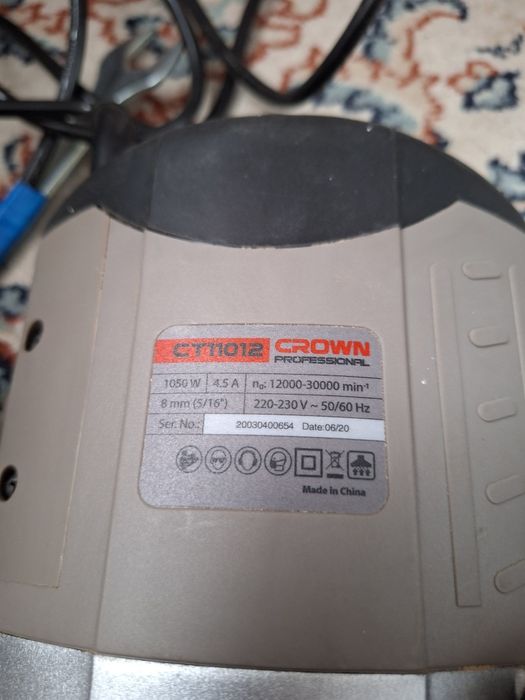 CT11012 CROWN
PROFESSIONAL
1050 W 4.5 A n₀: 12000-30000 min⁻¹
8 mm (5/16") 220-230 V ~ 50/60 Hz
Ser. No.: 20030400654 Date:06/20
Made in China